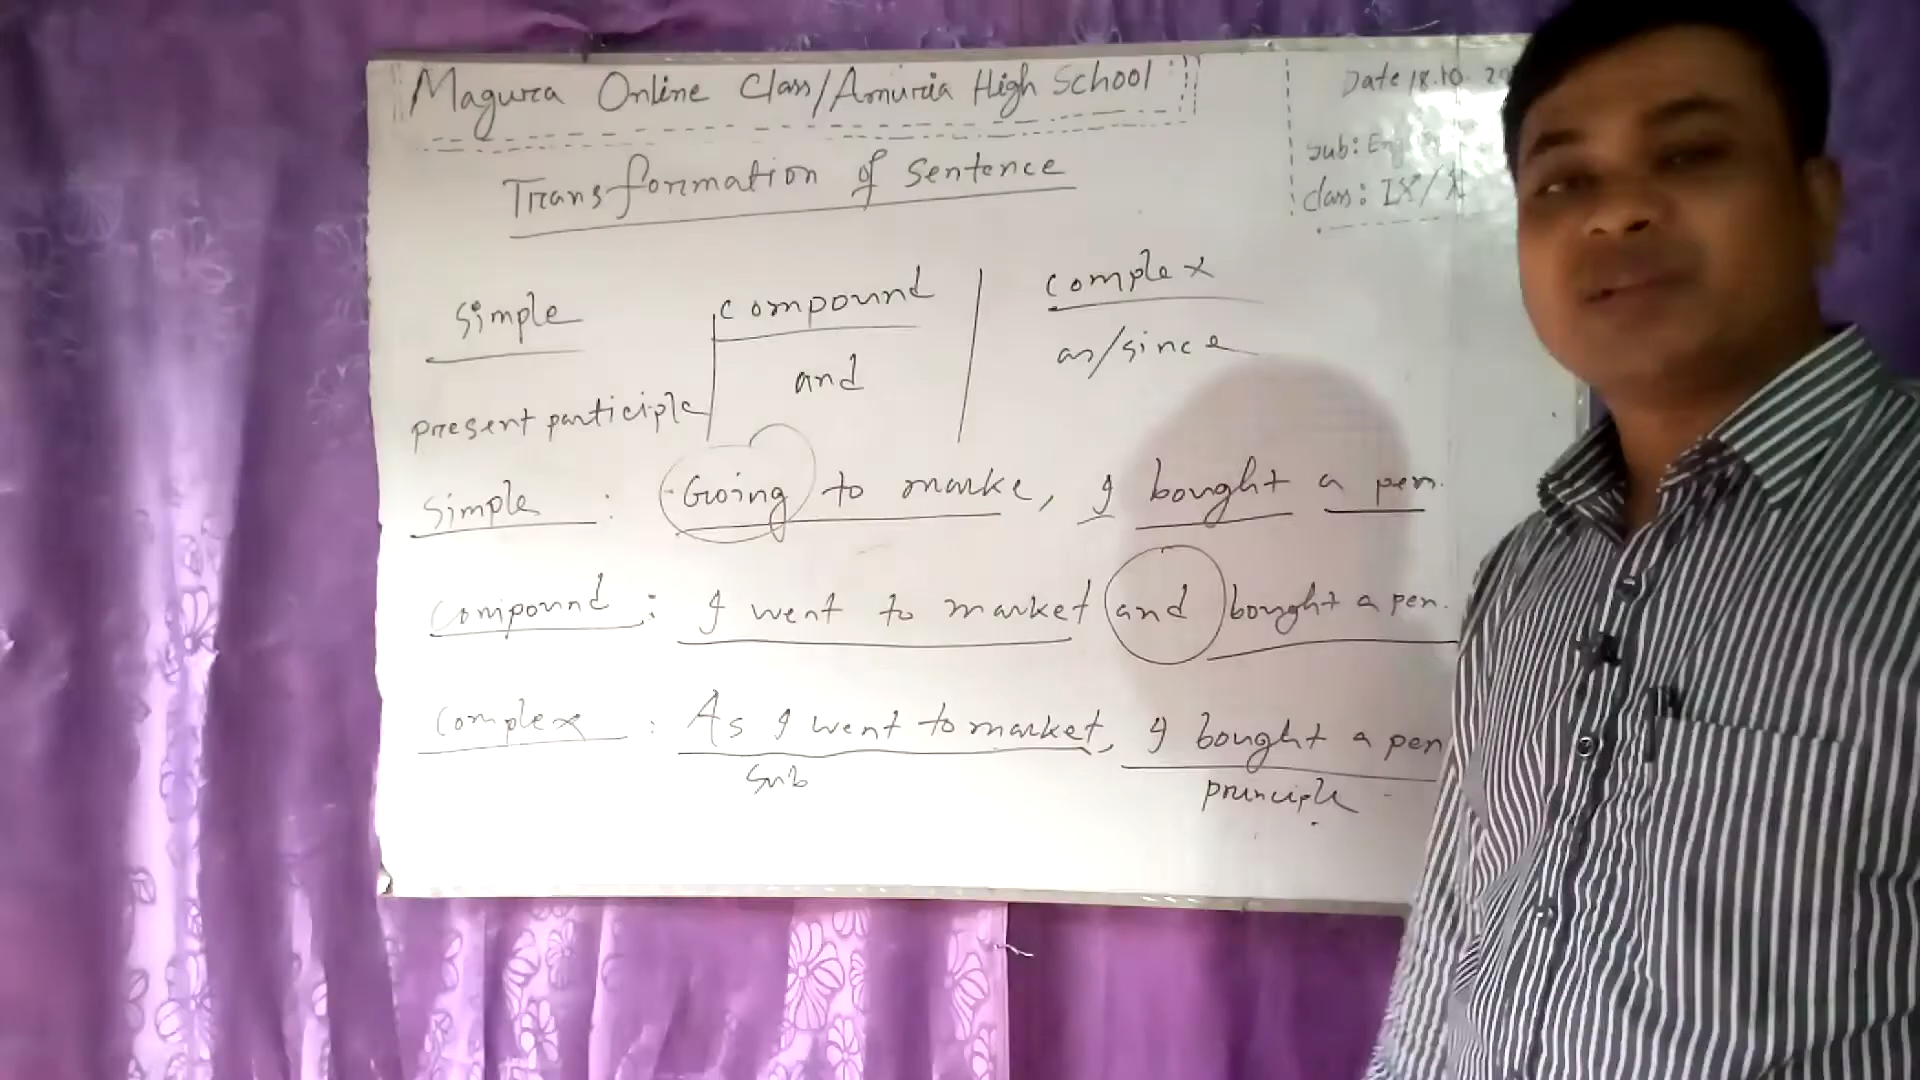 Magura Online Class/Amuria High School
Date 18.10
Sub:
Class: IX/X
Transformation of Sentence
Simple
compound
complex
present participle
and
as/since
Simple : Going to marke, I bought a pen.
Compound : I went to market and bought a pen.
Complex : As I went to market, I bought a pen
Sub
principle